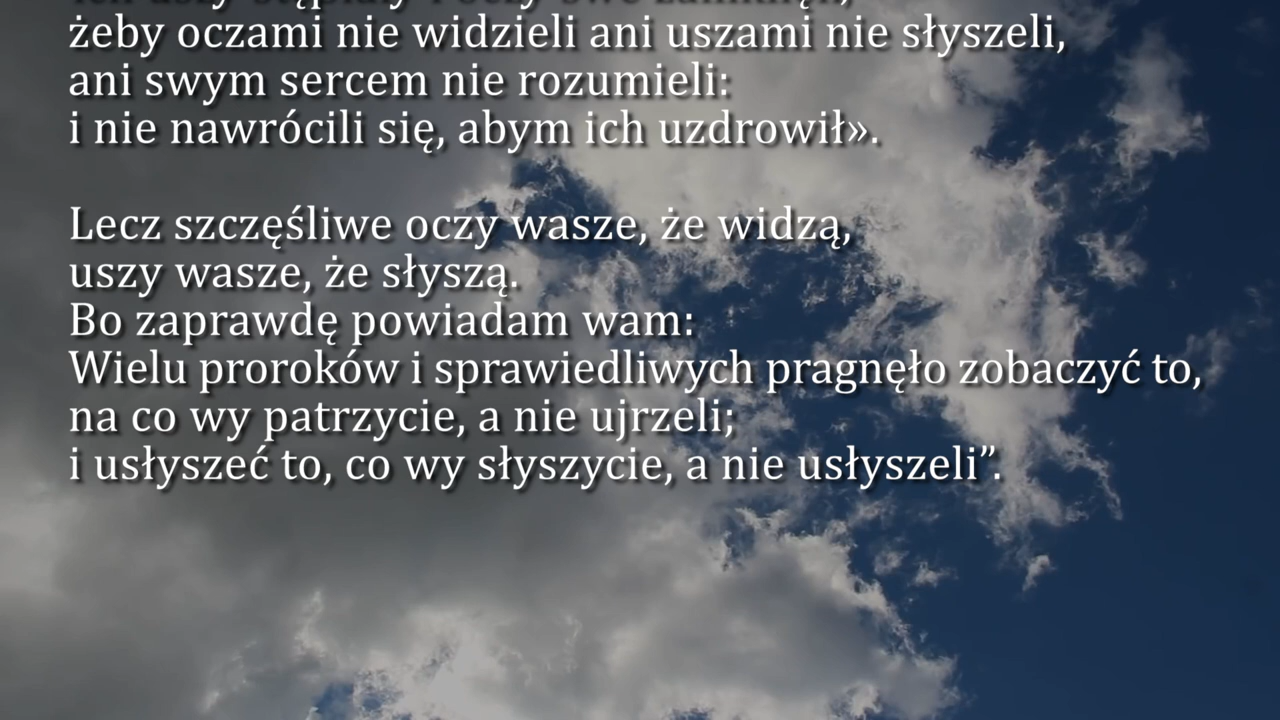 żeby oczami nie widzieli ani uszami nie słyszeli,
ani swym sercem nie rozumieli:
i nie nawrócili się, abym ich uzdrowił».
Lecz szczęśliwe oczy wasze, że widzą,
uszy wasze, że słyszą.
Bo zaprawdę powiadam wam:
Wielu proroków i sprawiedliwych pragnęło zobaczyć to,
na co wy patrzycie, a nie ujrzeli;
i usłyszeć to, co wy słyszycie, a nie usłyszeli”.